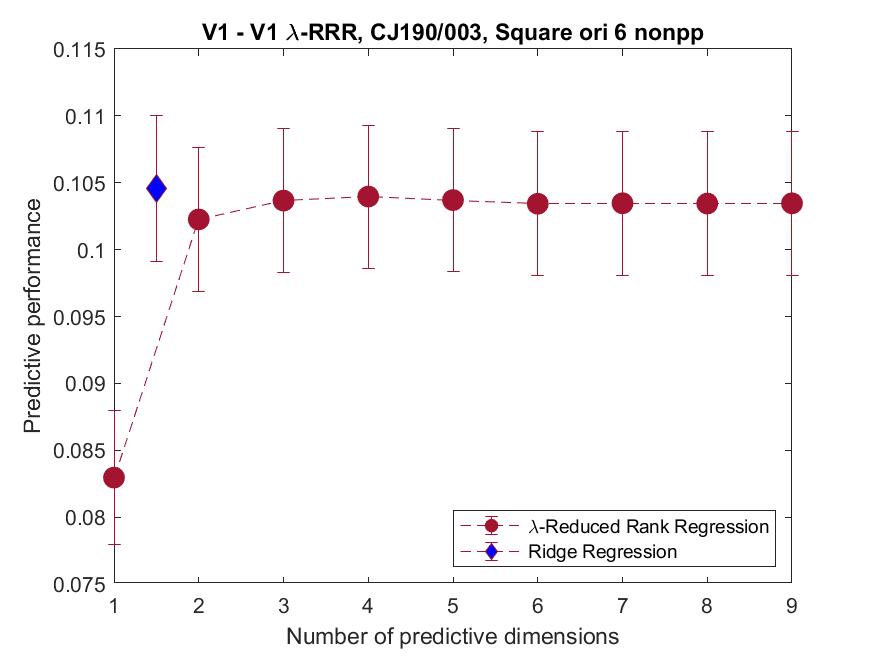 V1 - V1 λ-RRR, CJ190/003, Square ori 6 nonpp
Predictive performance
0.115
0.11
0.105
0.1
0.095
0.09
0.085
0.08
0.075
1 2 3 4 5 6 7 8 9
Number of predictive dimensions
λ-Reduced Rank Regression
Ridge Regression